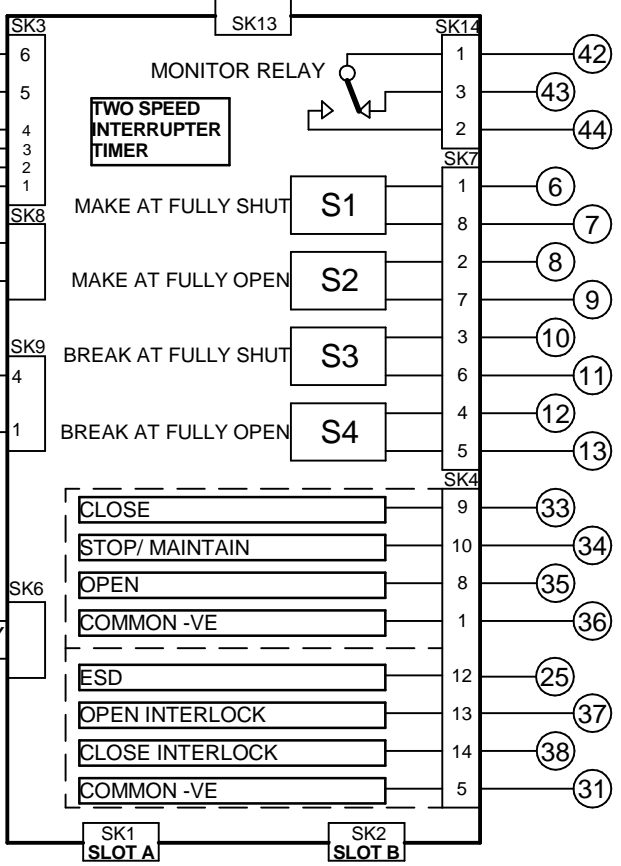 SK3
SK13
SK14
6
MONITOR RELAY
1
42
5
3
43
TWO SPEED
INTERRUPTER
TIMER
4
2
44
3
2
1
SK7
MAKE AT FULLY SHUT
S1
1
6
SK8
8
7
MAKE AT FULLY OPEN
S2
2
8
7
9
SK9
BREAK AT FULLY SHUT
S3
3
10
4
6
11
1
BREAK AT FULLY OPEN
S4
4
12
5
13
SK4
CLOSE
9
33
STOP/ MAINTAIN
10
34
SK6
OPEN
8
35
COMMON -VE
1
36
ESD
12
25
OPEN INTERLOCK
13
37
CLOSE INTERLOCK
14
38
COMMON -VE
5
31
SK1
SLOT A
SK2
SLOT B